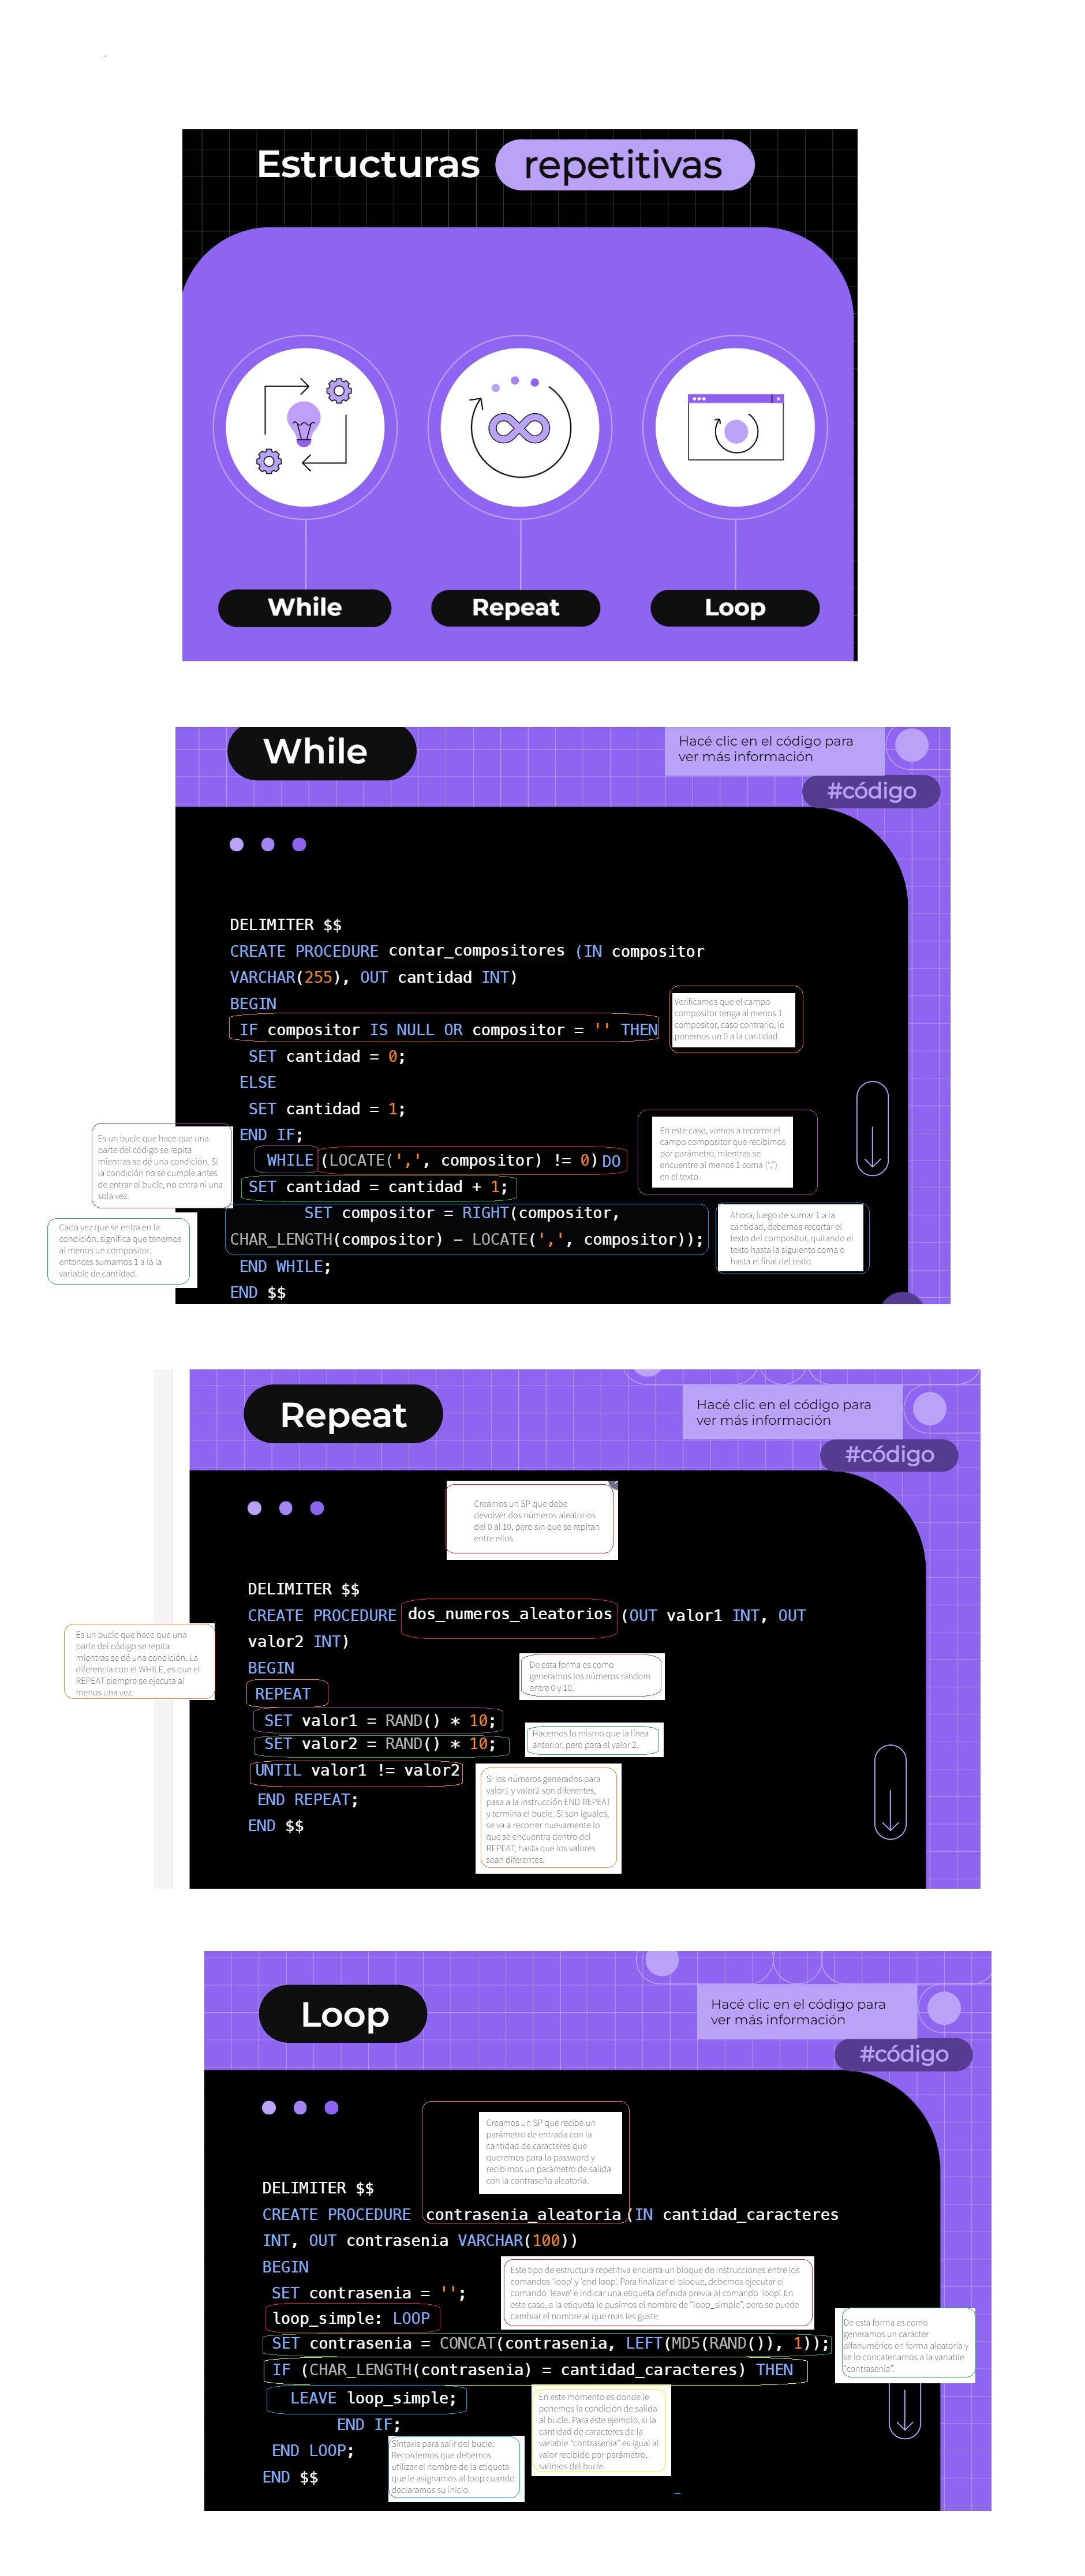 Estructuras repetitivas
While
Repeat
Loop
While
Hacé clic en el código para
ver más información
#código
DELIMITER $$
CREATE PROCEDURE contar_compositores (IN compositor
VARCHAR(255), OUT cantidad INT)
BEGIN
IF compositor IS NULL OR compositor = '' THEN
Verificamos que el campo
compositor tenga al menos 1
compositor, caso contrario, le
ponemos un 0 a la cantidad.
SET cantidad = 0;
ELSE
SET cantidad = 1;
END IF;
Es un bucle que hace que una
parte del código se repita
mientras se dé una condición. Si
la condición no se cumple antes
de entrar al bucle, no entra ni una
sola vez.
WHILE (LOCATE(',', compositor) != 0) DO
En este caso, vamos a recorrer el
campo compositor que recibimos
por parámetro, mientras se
encuentre al menos 1 coma (“,”)
en el texto.
SET cantidad = cantidad + 1;
Cada vez que se entra en la
condición, significa que tenemos
al menos un compositor,
entonces sumamos 1 a la la
variable de cantidad.
SET compositor = RIGHT(compositor,
CHAR_LENGTH(compositor) – LOCATE(',', compositor));
Ahora, luego de sumar 1 a la
cantidad, debemos recortar el
texto del compositor, quitando el
texto hasta la siguiente coma o
hasta el final del texto.
END WHILE;
END $$
Repeat
Hacé clic en el código para
ver más información
#código
Creamos un SP que debe
devolver dos números aleatorios
del 0 al 10, pero sin que se repitan
entre ellos.
DELIMITER $$
CREATE PROCEDURE dos_numeros_aleatorios (OUT valor1 INT, OUT
valor2 INT)
BEGIN
Es un bucle que hace que una
parte del código se repita
mientras se dé una condición. La
diferencia con el WHILE, es que el
REPEAT siempre se ejecuta al
menos una vez.
REPEAT
De esta forma es como
generamos los números random
entre 0 y 10.
SET valor1 = RAND() * 10;
SET valor2 = RAND() * 10;
Hacemos lo mismo que la línea
anterior, pero para el valor 2.
UNTIL valor1 != valor2
Si los números generados para
valor1 y valor2 son diferentes,
pasa a la instrucción END REPEAT
y termina el bucle. Si son iguales,
se va a recorrer nuevamente lo
que se encuentra dentro del
REPEAT, hasta que los valores
sean diferentes.
END REPEAT;
END $$
Loop
Hacé clic en el código para
ver más información
#código
Creamos un SP que recibe un
parámetro de entrada con la
cantidad de caracteres que
queremos para la password y
recibimos un parámetro de salida
con la contraseña aleatoria.
DELIMITER $$
CREATE PROCEDURE contrasenia_aleatoria (IN cantidad_caracteres
INT, OUT contrasenia VARCHAR(100))
BEGIN
Este tipo de estructura repetitiva encierra un bloque de instrucciones entre los
comandos ‘loop’ y ‘end loop’. Para finalizar el bloque, debemos ejecutar el
comando ‘leave’ e indicar una etiqueta definida previa al comando ‘loop’. En
este caso, a la etiqueta le pusimos el nombre de “loop_simple”, pero se puede
cambiar el nombre al que mas les guste.
SET contrasenia = '';
loop_simple: LOOP
SET contrasenia = CONCAT(contrasenia, LEFT(MD5(RAND()), 1));
De esta forma es como
generamos un caracter
alfanumérico en forma aleatoria y
se lo concatenamos a la variable
“contrasenia”.
IF (CHAR_LENGTH(contrasenia) = cantidad_caracteres) THEN
LEAVE loop_simple;
En este momento es donde le
ponemos la condición de salida
al bucle. Para este ejemplo, si la
cantidad de caracteres de la
variable “contrasenia” es igual al
valor recibido por parámetro,
salimos del bucle.
END IF;
END LOOP;
Sintaxis para salir del bucle.
Recordemos que debemos
utilizar el nombre de la etiqueta
que le asignamos al loop cuando
declaramos su inicio.
END $$